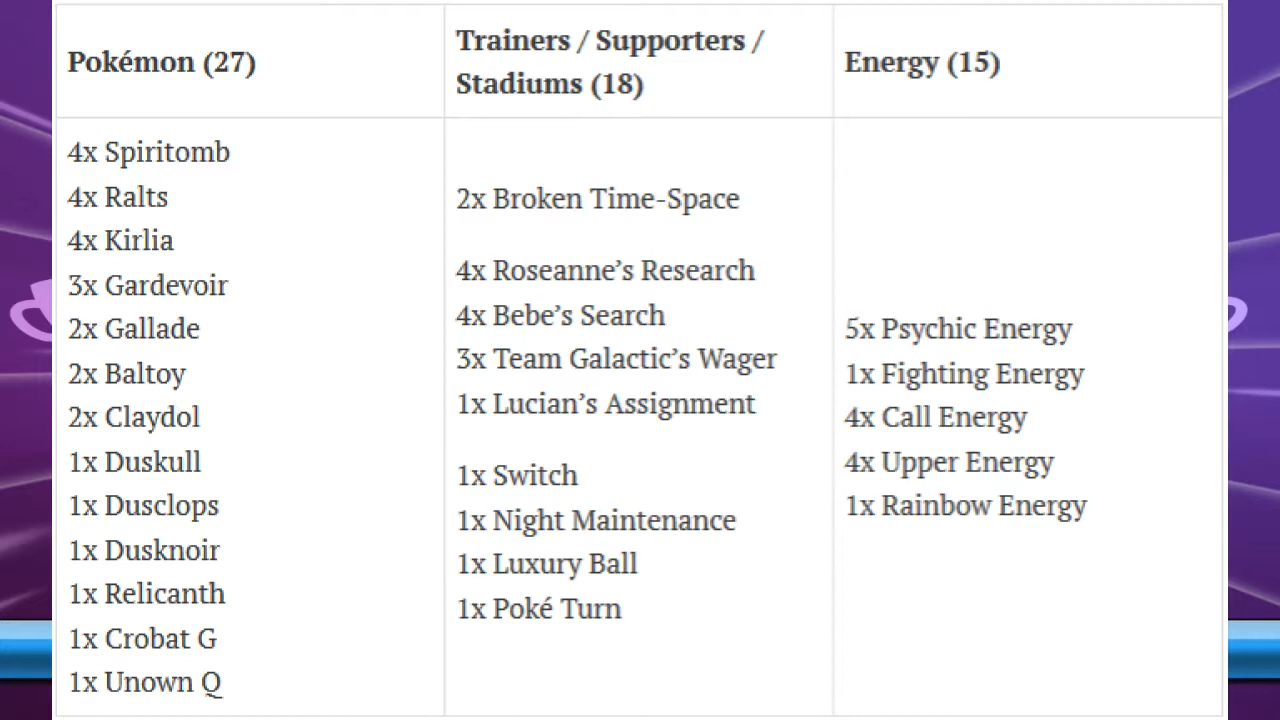 Pokémon (27)
Trainers / Supporters /
Stadiums (18)
Energy (15)
4x Spiritomb
4x Ralts
4x Kirlia
3x Gardevoir
2x Gallade
2x Baltoy
2x Claydol
1x Duskull
1x Dusclops
1x Dusknoir
1x Relicanth
1x Crobat G
1x Unown Q
2x Broken Time-Space
4x Roseanne’s Research
4x Bebe’s Search
3x Team Galactic’s Wager
1x Lucian’s Assignment
1x Switch
1x Night Maintenance
1x Luxury Ball
1x Poké Turn
5x Psychic Energy
1x Fighting Energy
4x Call Energy
4x Upper Energy
1x Rainbow Energy